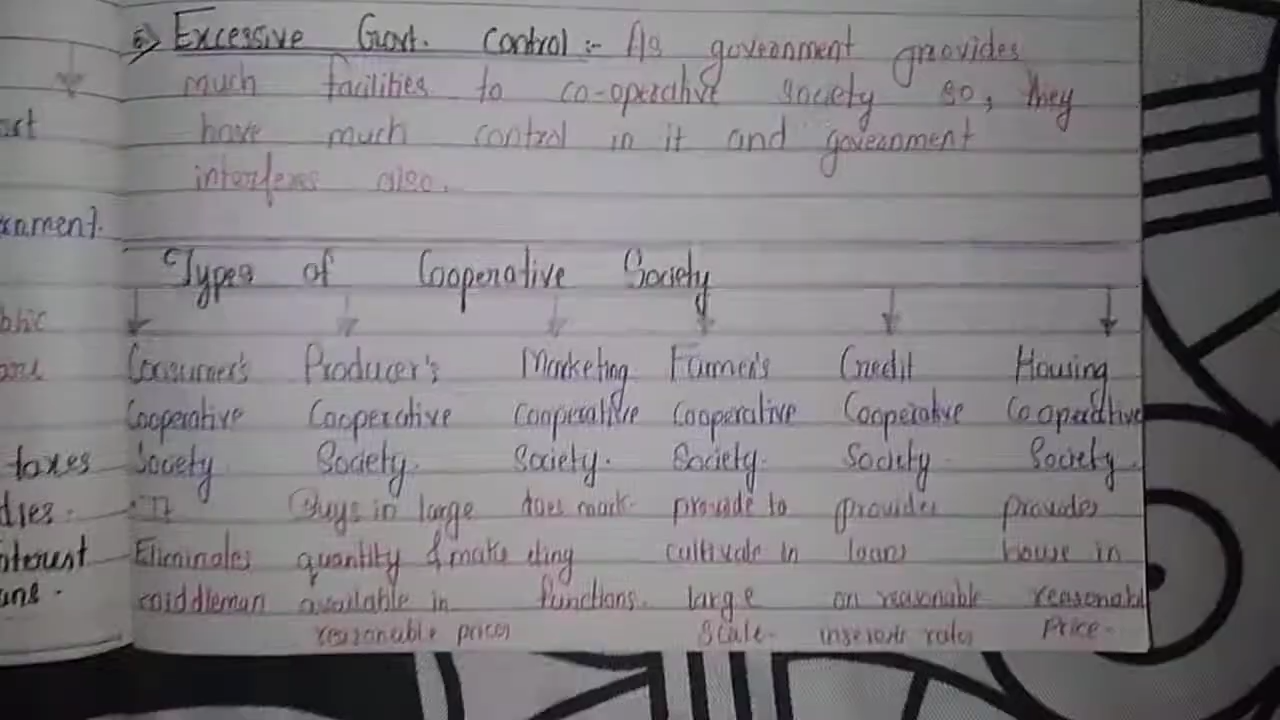 5) Excessive Govt. Control :- As government provides
much facilities to co-operative society so, they
have much control in it and government
interferes also.
Types of Cooperative Society
Consumer's Producer's Marketing Farmer's Credit Housing
Cooperative Cooperative Cooperative Cooperative Cooperative Cooperative
Society Society. Society. Society. Society Society.
It Buys in large does mark- provide to provides provides
Eliminates quantity & make eting cultivate in loans house in
middleman available in functions. large on reasonable reasonabl
reasonable prices Scale. rates Price.
taxes
interest